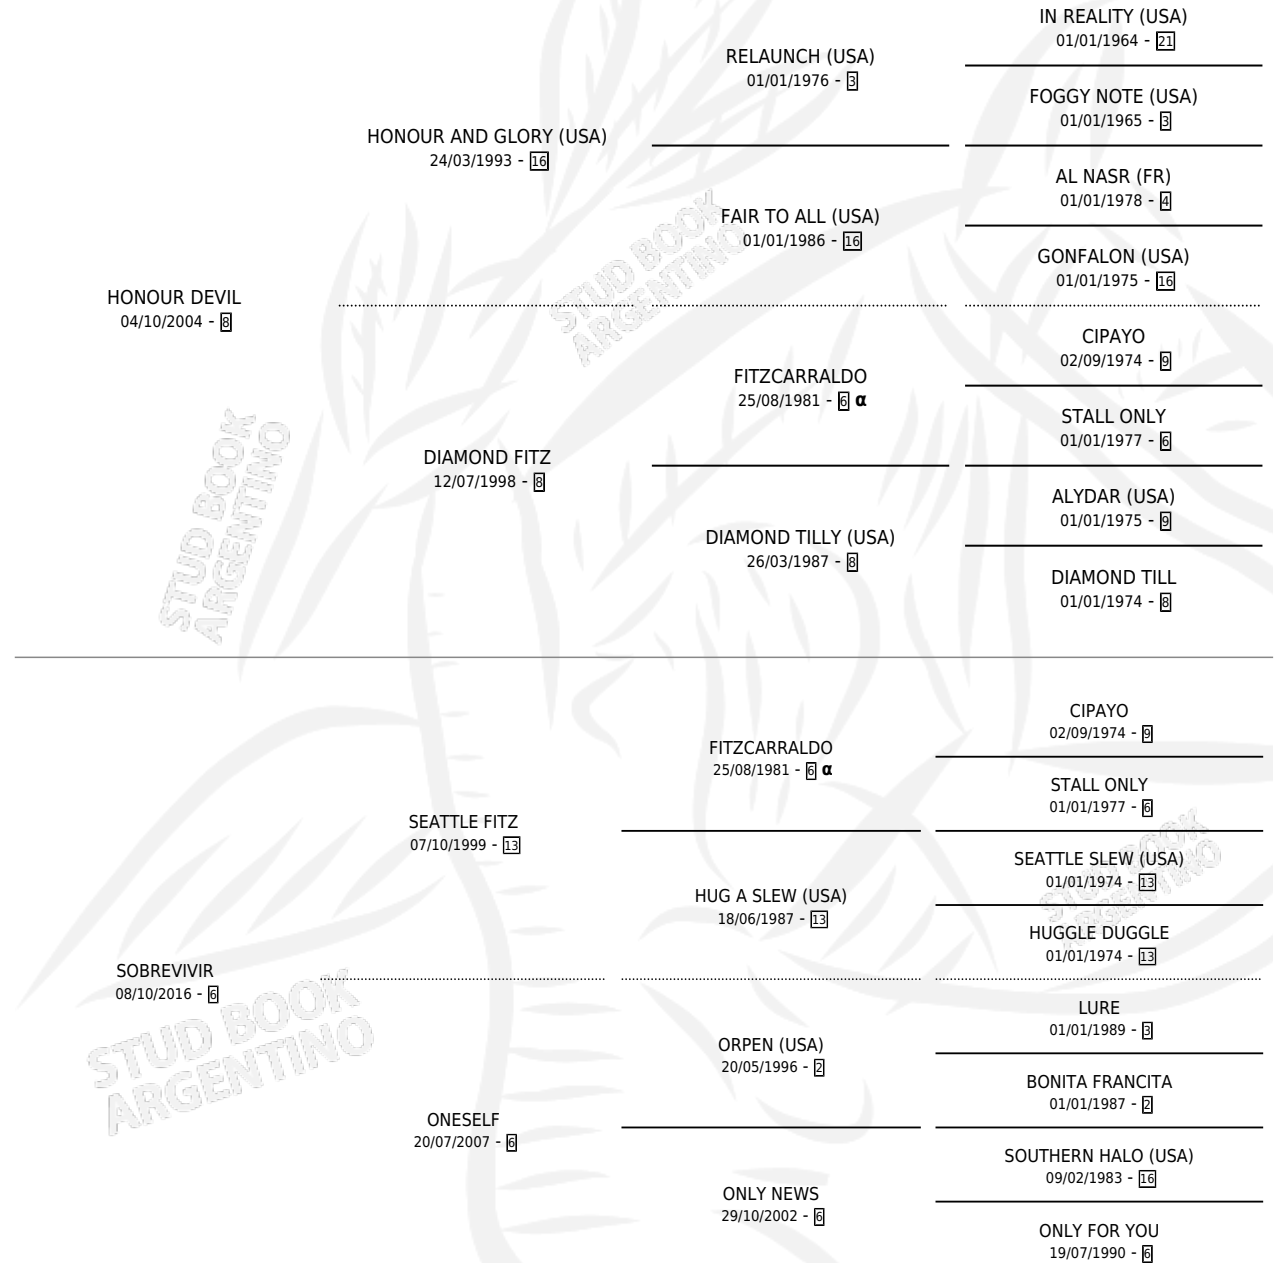 IN REALITY (USA)
01/01/1964 - 21
RELAUNCH (USA)
01/01/1976 - 3
FOGGY NOTE (USA)
01/01/1965 - 3
HONOUR AND GLORY (USA)
24/03/1993 - 16
AL NASR (FR)
01/01/1978 - 4
FAIR TO ALL (USA)
01/01/1986 - 16
GONFALON (USA)
01/01/1975 - 16
HONOUR DEVIL
04/10/2004 - 8
CIPAYO
02/09/1974 - 9
FITZCARRALDO
25/08/1981 - 6 α
STALL ONLY
01/01/1977 - 6
DIAMOND FITZ
12/07/1998 - 8
ALYDAR (USA)
01/01/1975 - 9
DIAMOND TILLY (USA)
26/03/1987 - 8
DIAMOND TILL
01/01/1974 - 8
CIPAYO
02/09/1974 - 9
FITZCARRALDO
25/08/1981 - 6 α
STALL ONLY
01/01/1977 - 6
SEATTLE FITZ
07/10/1999 - 13
SEATTLE SLEW (USA)
01/01/1974 - 13
HUG A SLEW (USA)
18/06/1987 - 13
HUGGLE DUGGLE
01/01/1974 - 13
SOBREVIVIR
08/10/2016 - 6
LURE
01/01/1989 - 3
ORPEN (USA)
20/05/1996 - 2
BONITA FRANCITA
01/01/1987 - 2
ONESELF
20/07/2007 - 6
SOUTHERN HALO (USA)
09/02/1983 - 16
ONLY NEWS
29/10/2002 - 6
ONLY FOR YOU
19/07/1990 - 6
STUD BOOK
ARGENTINO
STUD BOOK
ARGENTINO
STUD BOOK
ARGENTINO
STUD BOOK
ARGENTINO